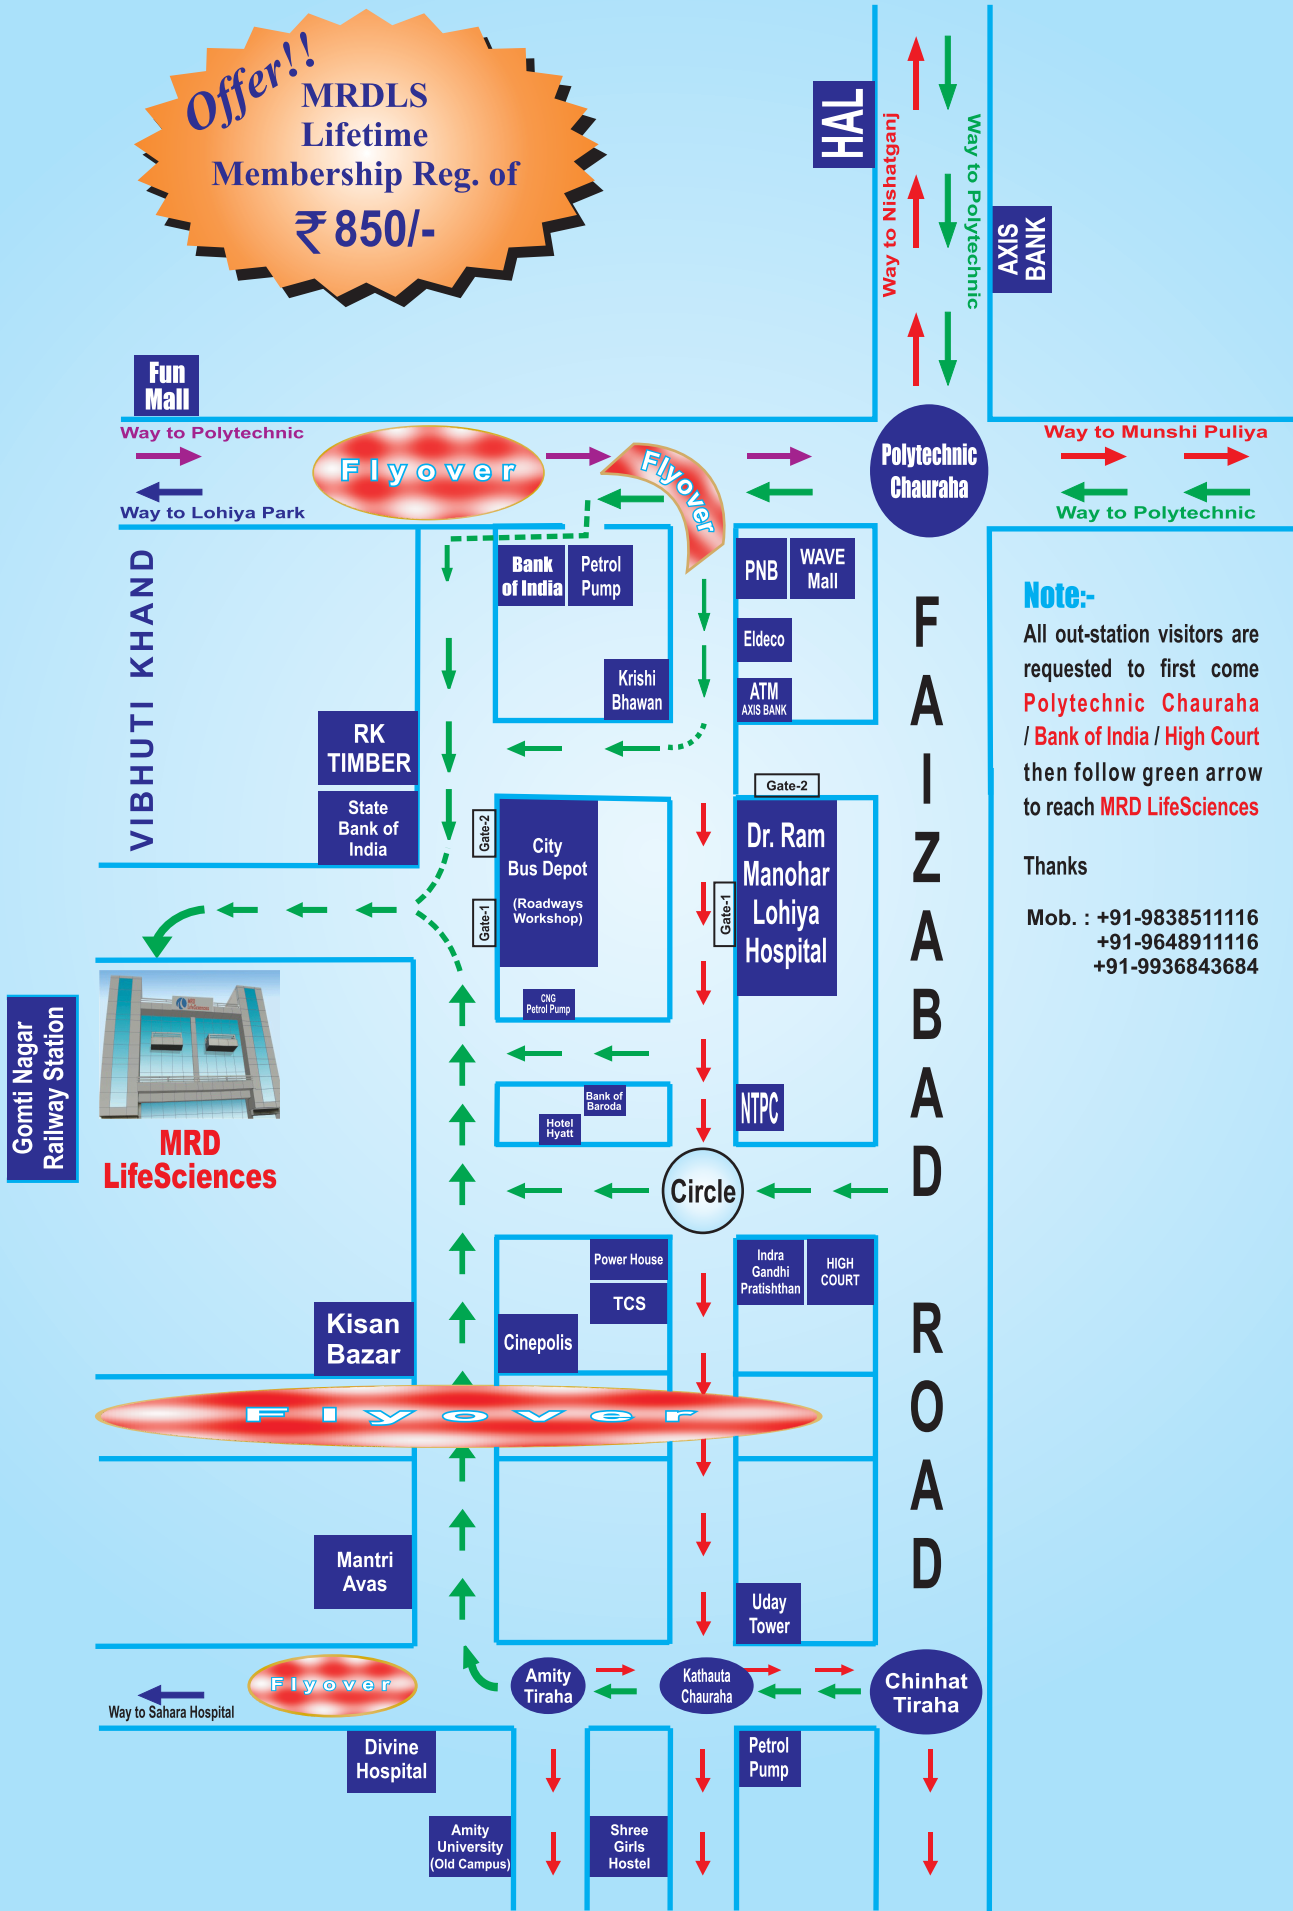 Offer!!
MRDLS
Lifetime
Membership Reg. of
₹ 850/-
HAL
Way to Nishatganj
Way to Polytechnic
AXIS
BANK
Fun
Mall
Way to Polytechnic
Way to Lohiya Park
Flyover
Flyover
Polytechnic
Chauraha
Way to Munshi Puliya
Way to Polytechnic
VIBHUTI KHAND
Bank
of India
Petrol
Pump
Krishi
Bhawan
PNB
WAVE
Mall
Eldeco
ATM
AXIS BANK
FAIZABAD ROAD
Note:-
All out-station visitors are
requested to first come
Polytechnic Chauraha
/ Bank of India / High Court
then follow green arrow
to reach MRD LifeSciences
Thanks
Mob. : +91-9838511116
+91-9648911116
+91-9936843684
RK
TIMBER
State
Bank of
India
Gate-2
Gate-1
City
Bus Depot
(Roadways
Workshop)
CNG
Petrol Pump
Gate-2
Gate-1
Dr. Ram
Manohar
Lohiya
Hospital
NTPC
Gomti Nagar
Railway Station
MRD
LifeSciences
Bank of
Baroda
Hotel
Hyatt
Circle
Power House
TCS
Cinepolis
Indra
Gandhi
Pratishthan
HIGH
COURT
Kisan
Bazar
Flyover
Mantri
Avas
Uday
Tower
Flyover
Way to Sahara Hospital
Amity
Tiraha
Kathauta
Chauraha
Chinhat
Tiraha
Divine
Hospital
Petrol
Pump
Amity
University
(Old Campus)
Shree
Girls
Hostel